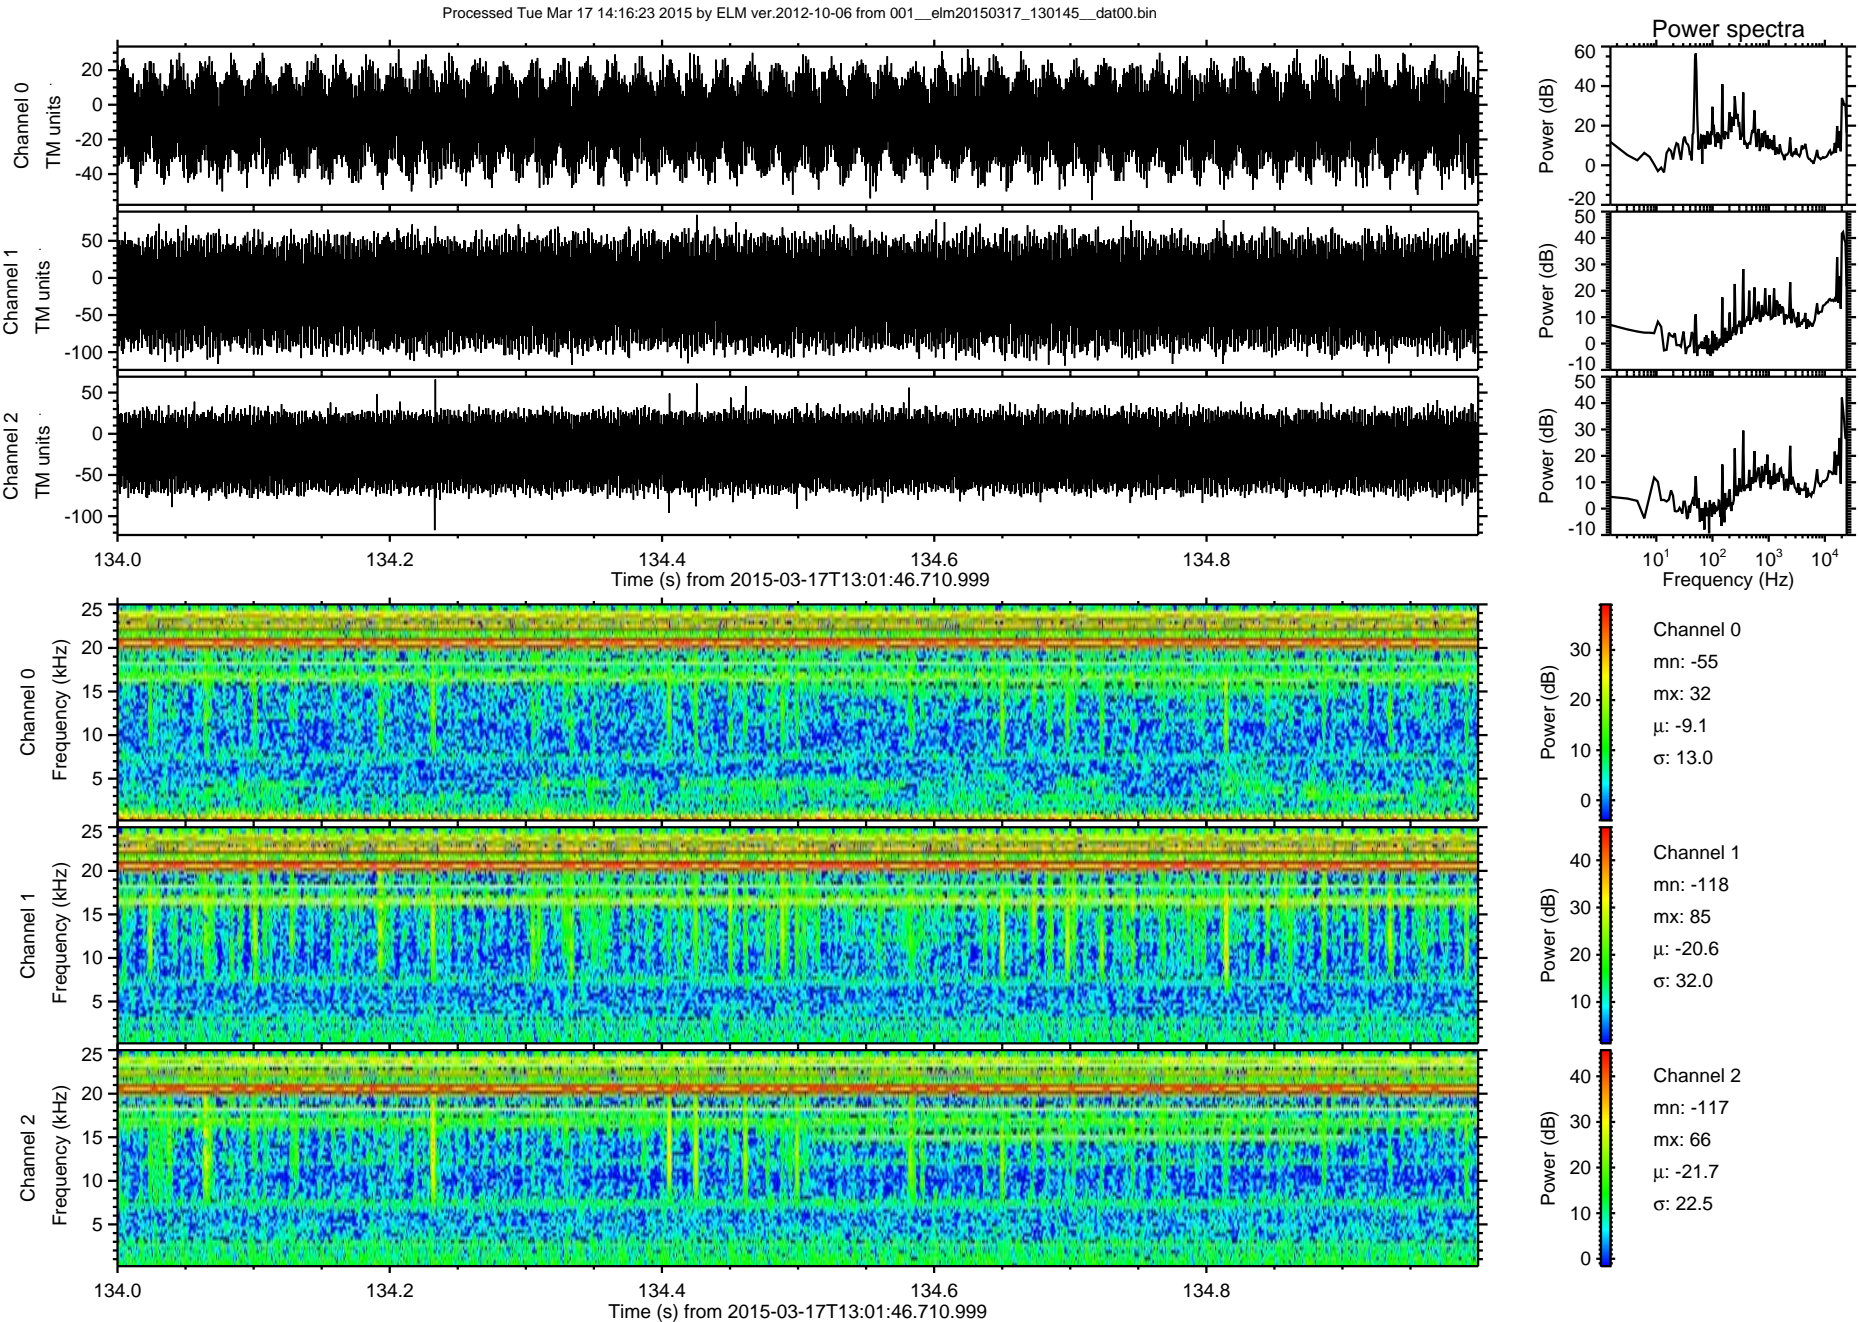 Processed Tue Mar 17 14:16:23 2015 by ELM ver.2012-10-06 from 001__elm20150317_130145__dat00.bin
Power spectra
Channel 0
TM units
20
0
-20
-40
Power (dB)
60
40
20
0
-20
Channel 1
TM units
50
0
-50
-100
Power (dB)
50
40
30
20
10
0
-10
Channel 2
TM units
50
0
-50
-100
Power (dB)
50
40
30
20
10
0
-10
134.0 134.2 134.4 134.6 134.8
Time (s) from 2015-03-17T13:01:46.710.999
10¹ 10² 10³ 10⁴
Frequency (Hz)
Channel 0
Frequency (kHz)
25
20
15
10
5
Power (dB)
30
20
10
0
Channel 0
mn: -55
mx: 32
µ: -9.1
σ: 13.0
Channel 1
Frequency (kHz)
25
20
15
10
5
Power (dB)
40
30
20
10
Channel 1
mn: -118
mx: 85
µ: -20.6
σ: 32.0
Channel 2
Frequency (kHz)
25
20
15
10
5
Power (dB)
40
30
20
10
0
Channel 2
mn: -117
mx: 66
µ: -21.7
σ: 22.5
134.0 134.2 134.4 134.6 134.8
Time (s) from 2015-03-17T13:01:46.710.999